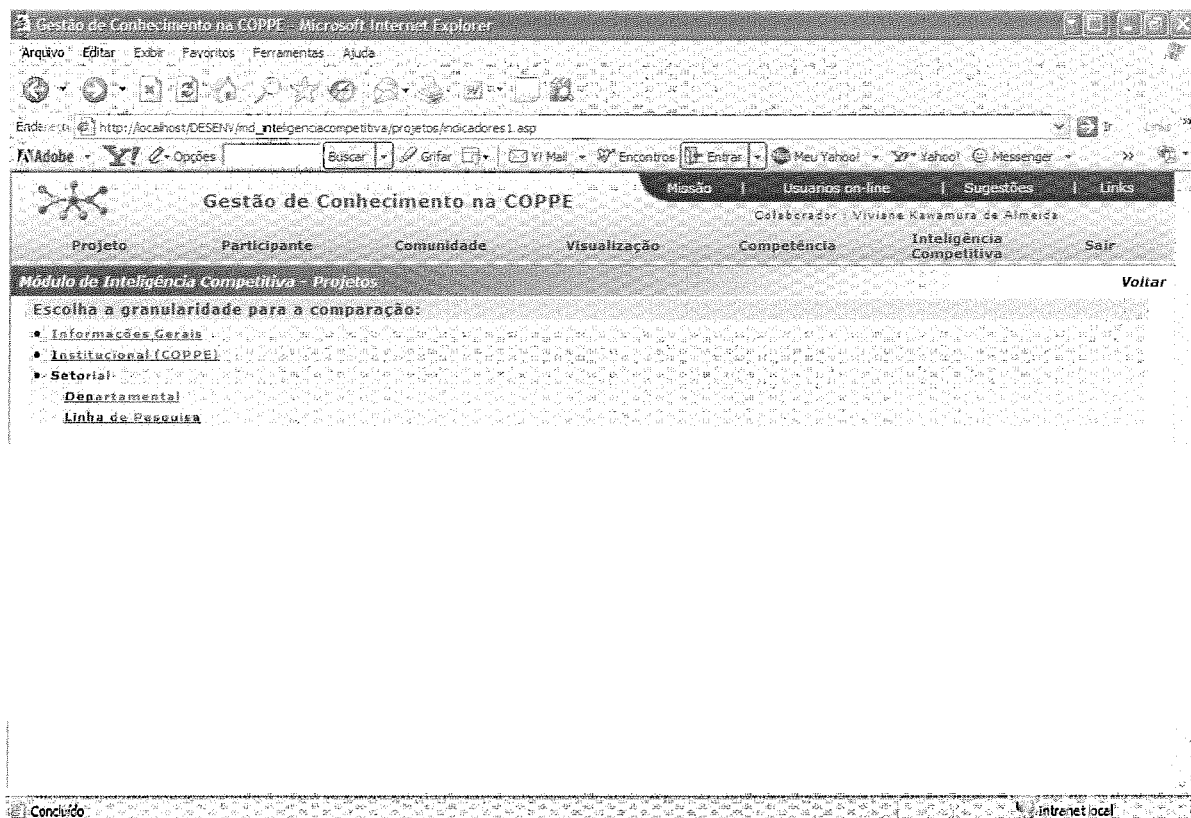 Gestão de Conhecimento na COPPE - Microsoft Internet Explorer
Arquivo Editar Exibir Favoritos Ferramentas Ajuda
http://localhost/DESENV/md_inteligenciacompetitiva/projetos/indicadores1.asp Ir Links
Adobe Y! Opções Buscar Grifar Y! Mail Encontros Entrar Meu Yahoo! Yahoo! Messenger
Missão | Usuarios on-line | Sugestões | Links
Gestão de Conhecimento na COPPE
Colaborador : Viviane Kawamura de Almeida
Projeto Participante Comunidade Visualização Competência Inteligência Competitiva Sair
Módulo de Inteligência Competitiva - Projetos Voltar
Escolha a granularidade para a comparação:
• Informações Gerais
• Institucional (COPPE)
• Setorial
Departamental
Linha de Pesquisa
Concluído Intranet local